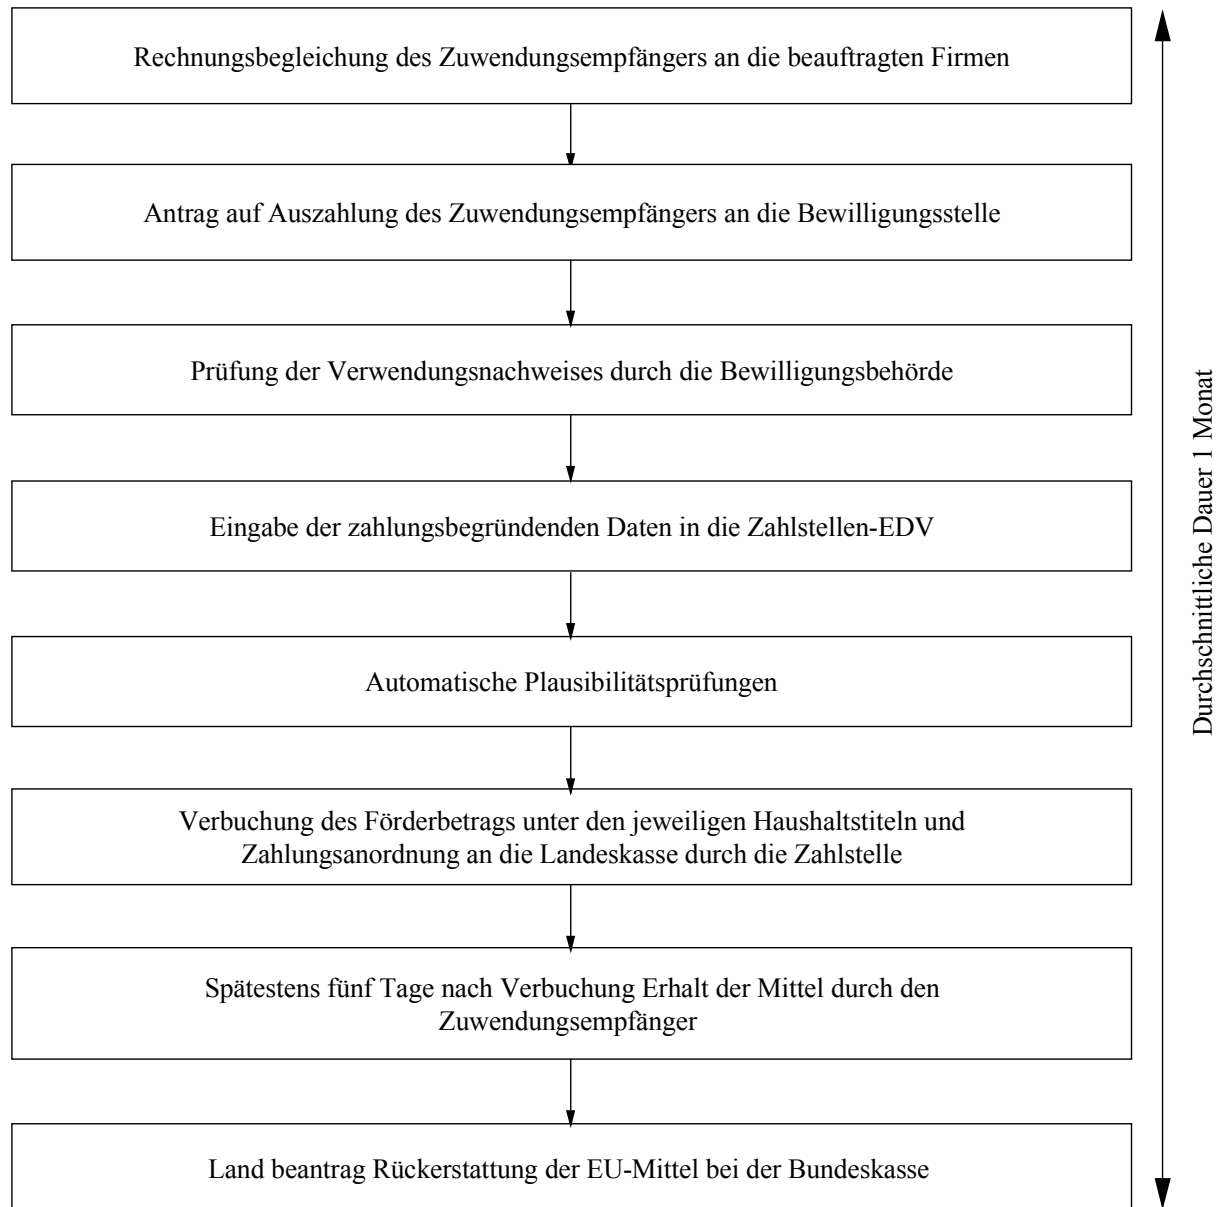 Rechnungsbegleichung des Zuwendungsempfängers an die beauftragten Firmen
Antrag auf Auszahlung des Zuwendungsempfängers an die Bewilligungsstelle
Prüfung der Verwendungsnachweises durch die Bewilligungsbehörde
Eingabe der zahlungsbegründenden Daten in die Zahlstellen-EDV
Automatische Plausibilitätsprüfungen
Verbuchung des Förderbetrags unter den jeweiligen Haushaltstiteln und
Zahlungsanordnung an die Landeskasse durch die Zahlstelle
Spätestens fünf Tage nach Verbuchung Erhalt der Mittel durch den
Zuwendungsempfänger
Land beantrag Rückerstattung der EU-Mittel bei der Bundeskasse
Durchschnittliche Dauer 1 Monat